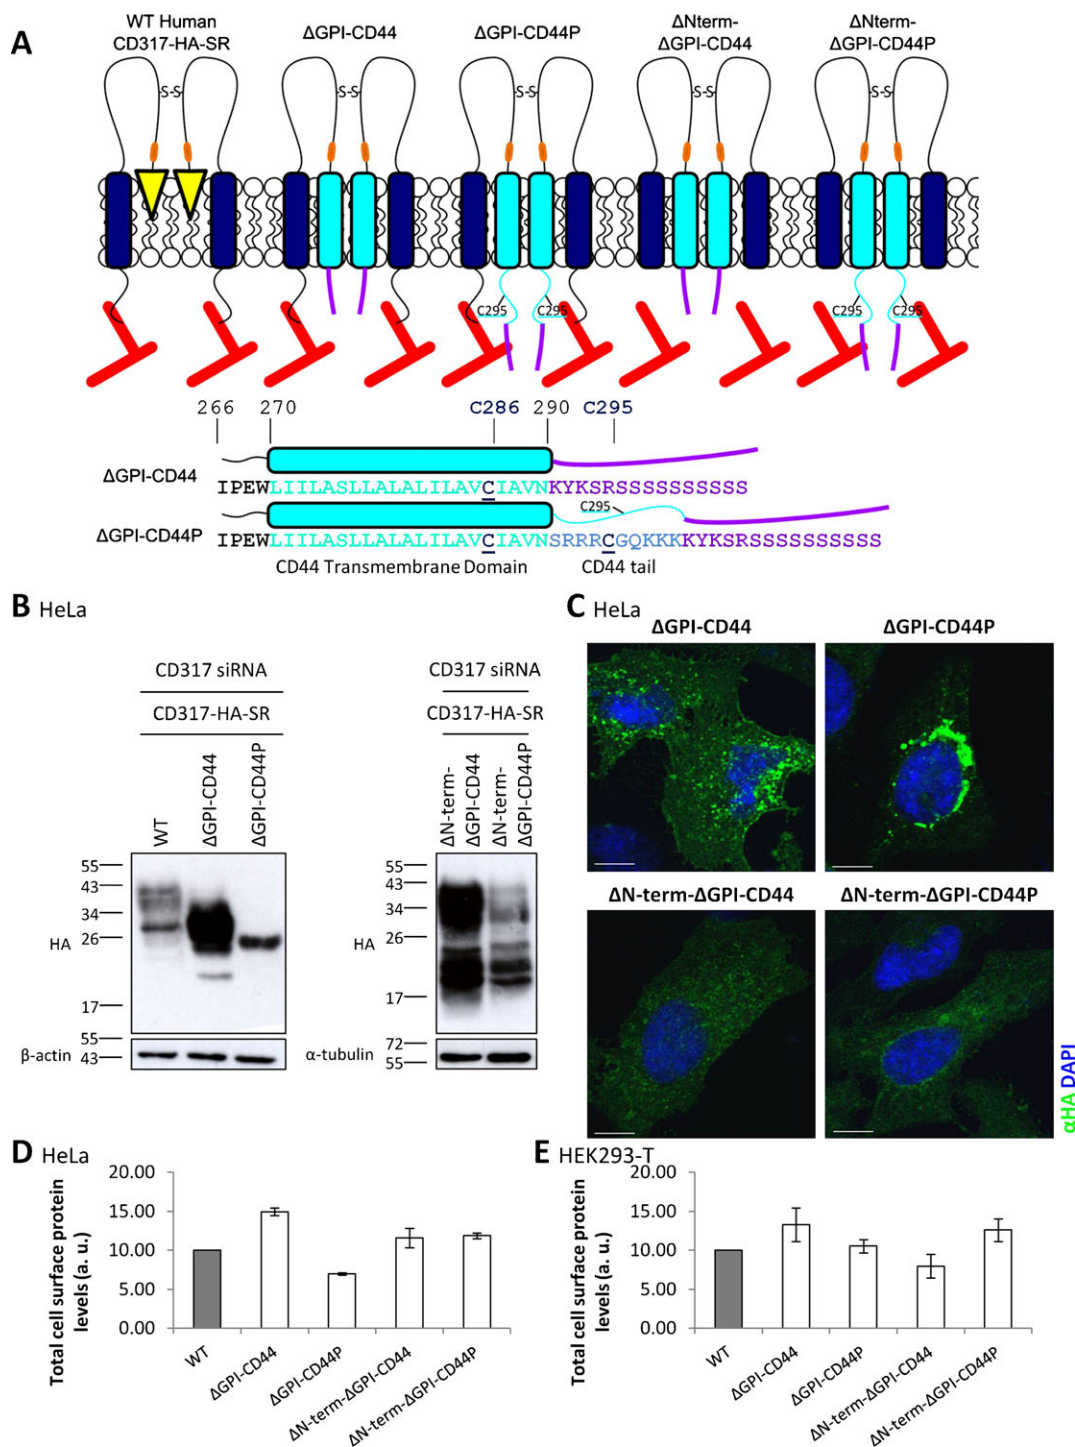 A
WT Human
CD317-HA-SR
ΔGPI-CD44
ΔGPI-CD44P
ΔNterm-
ΔGPI-CD44
ΔNterm-
ΔGPI-CD44P
S-S
S-S
S-S
S-S
S-S
C295
C295
C295
C295
266
270
C286
290
C295
ΔGPI-CD44
IPEWLIILASLLALALILAVCIAVNKYKSRSSSSSSSSSS
C295
ΔGPI-CD44P
IPEWLIILASLLALALILAVCIAVNSRRRCGQKKKKYKSRSSSSSSSSSS
CD44 Transmembrane Domain
CD44 tail
B HeLa
CD317 siRNA
CD317-HA-SR
WT
ΔGPI-CD44
ΔGPI-CD44P
55
43
34
26
HA
17
55
β-actin 43
CD317 siRNA
CD317-HA-SR
ΔN-term-
ΔGPI-CD44
ΔN-term-
ΔGPI-CD44P
55
43
34
26
HA
17
72
α-tubulin
55
C HeLa
ΔGPI-CD44
ΔGPI-CD44P
ΔN-term-ΔGPI-CD44
ΔN-term-ΔGPI-CD44P
αHA DAPI
D HeLa
Total cell surface protein
levels (a. u.)
20.00
15.00
10.00
5.00
0.00
WT
ΔGPI-CD44
ΔGPI-CD44P
ΔN-term-ΔGPI-CD44
ΔN-term-ΔGPI-CD44P
E HEK293-T
Total cell surface protein
levels (a. u.)
20.00
15.00
10.00
5.00
0.00
WT
ΔGPI-CD44
ΔGPI-CD44P
ΔN-term-ΔGPI-CD44
ΔN-term-ΔGPI-CD44P